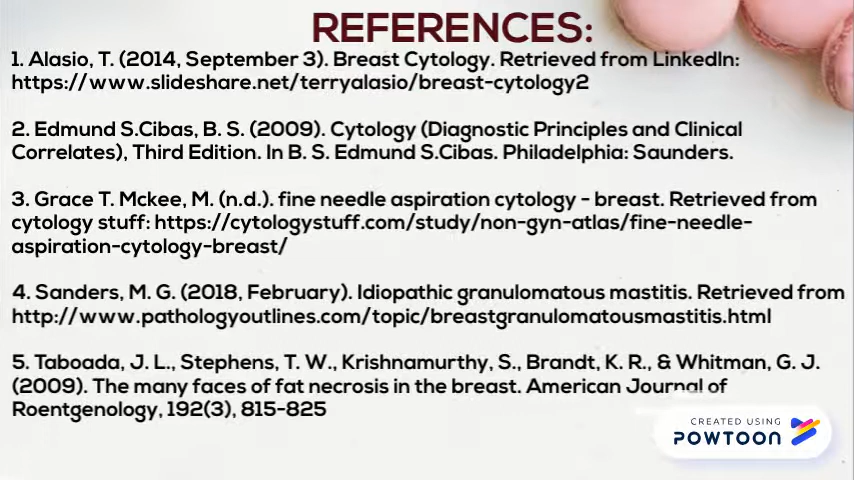 REFERENCES:
1. Alasio, T. (2014, September 3). Breast Cytology. Retrieved from LinkedIn:
https://www.slideshare.net/terryalasio/breast-cytology2
2. Edmund S.Cibas, B. S. (2009). Cytology (Diagnostic Principles and Clinical
Correlates), Third Edition. In B. S. Edmund S.Cibas. Philadelphia: Saunders.
3. Grace T. Mckee, M. (n.d.). fine needle aspiration cytology - breast. Retrieved from
cytology stuff: https://cytologystuff.com/study/non-gyn-atlas/fine-needle-
aspiration-cytology-breast/
4. Sanders, M. G. (2018, February). Idiopathic granulomatous mastitis. Retrieved from
http://www.pathologyoutlines.com/topic/breastgranulomatousmastitis.html
5. Taboada, J. L., Stephens, T. W., Krishnamurthy, S., Brandt, K. R., & Whitman, G. J.
(2009). The many faces of fat necrosis in the breast. American Journal of
Roentgenology, 192(3), 815-825
CREATED USING
POWTOON